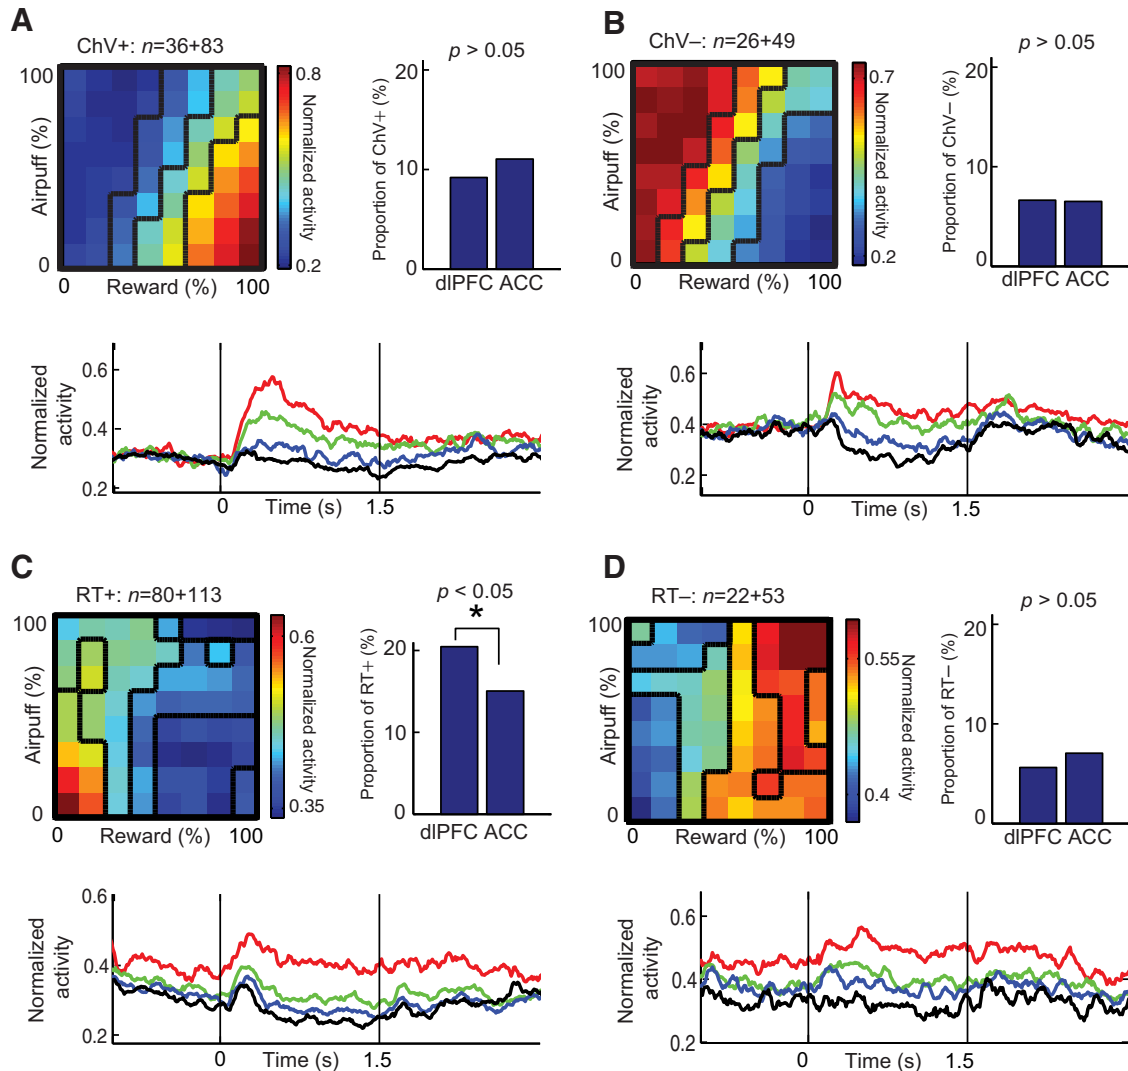 A
ChV+: n=36+83
100
Airpuff (%)
0
0 Reward (%) 100
0.8
Normalized activity
0.2
p > 0.05
Proportion of ChV+ (%)
20
10
0
dlPFC ACC
Normalized activity
0.6
0.4
0.2
0 Time (s) 1.5
B
ChV–: n=26+49
100
Airpuff (%)
0
0 Reward (%) 100
0.7
Normalized activity
0.2
p > 0.05
Proportion of ChV– (%)
20
10
0
dlPFC ACC
Normalized activity
0.6
0.4
0.2
0 Time (s) 1.5
C
RT+: n=80+113
100
Airpuff (%)
0
0 Reward (%) 100
0.6
Normalized activity
0.35
p < 0.05
*
Proportion of RT+ (%)
20
10
0
dlPFC ACC
Normalized activity
0.6
0.4
0.2
0 Time (s) 1.5
D
RT–: n=22+53
100
Airpuff (%)
0
0 Reward (%) 100
0.55
Normalized activity
0.4
p > 0.05
Proportion of RT– (%)
20
10
0
dlPFC ACC
Normalized activity
0.6
0.4
0.2
0 Time (s) 1.5